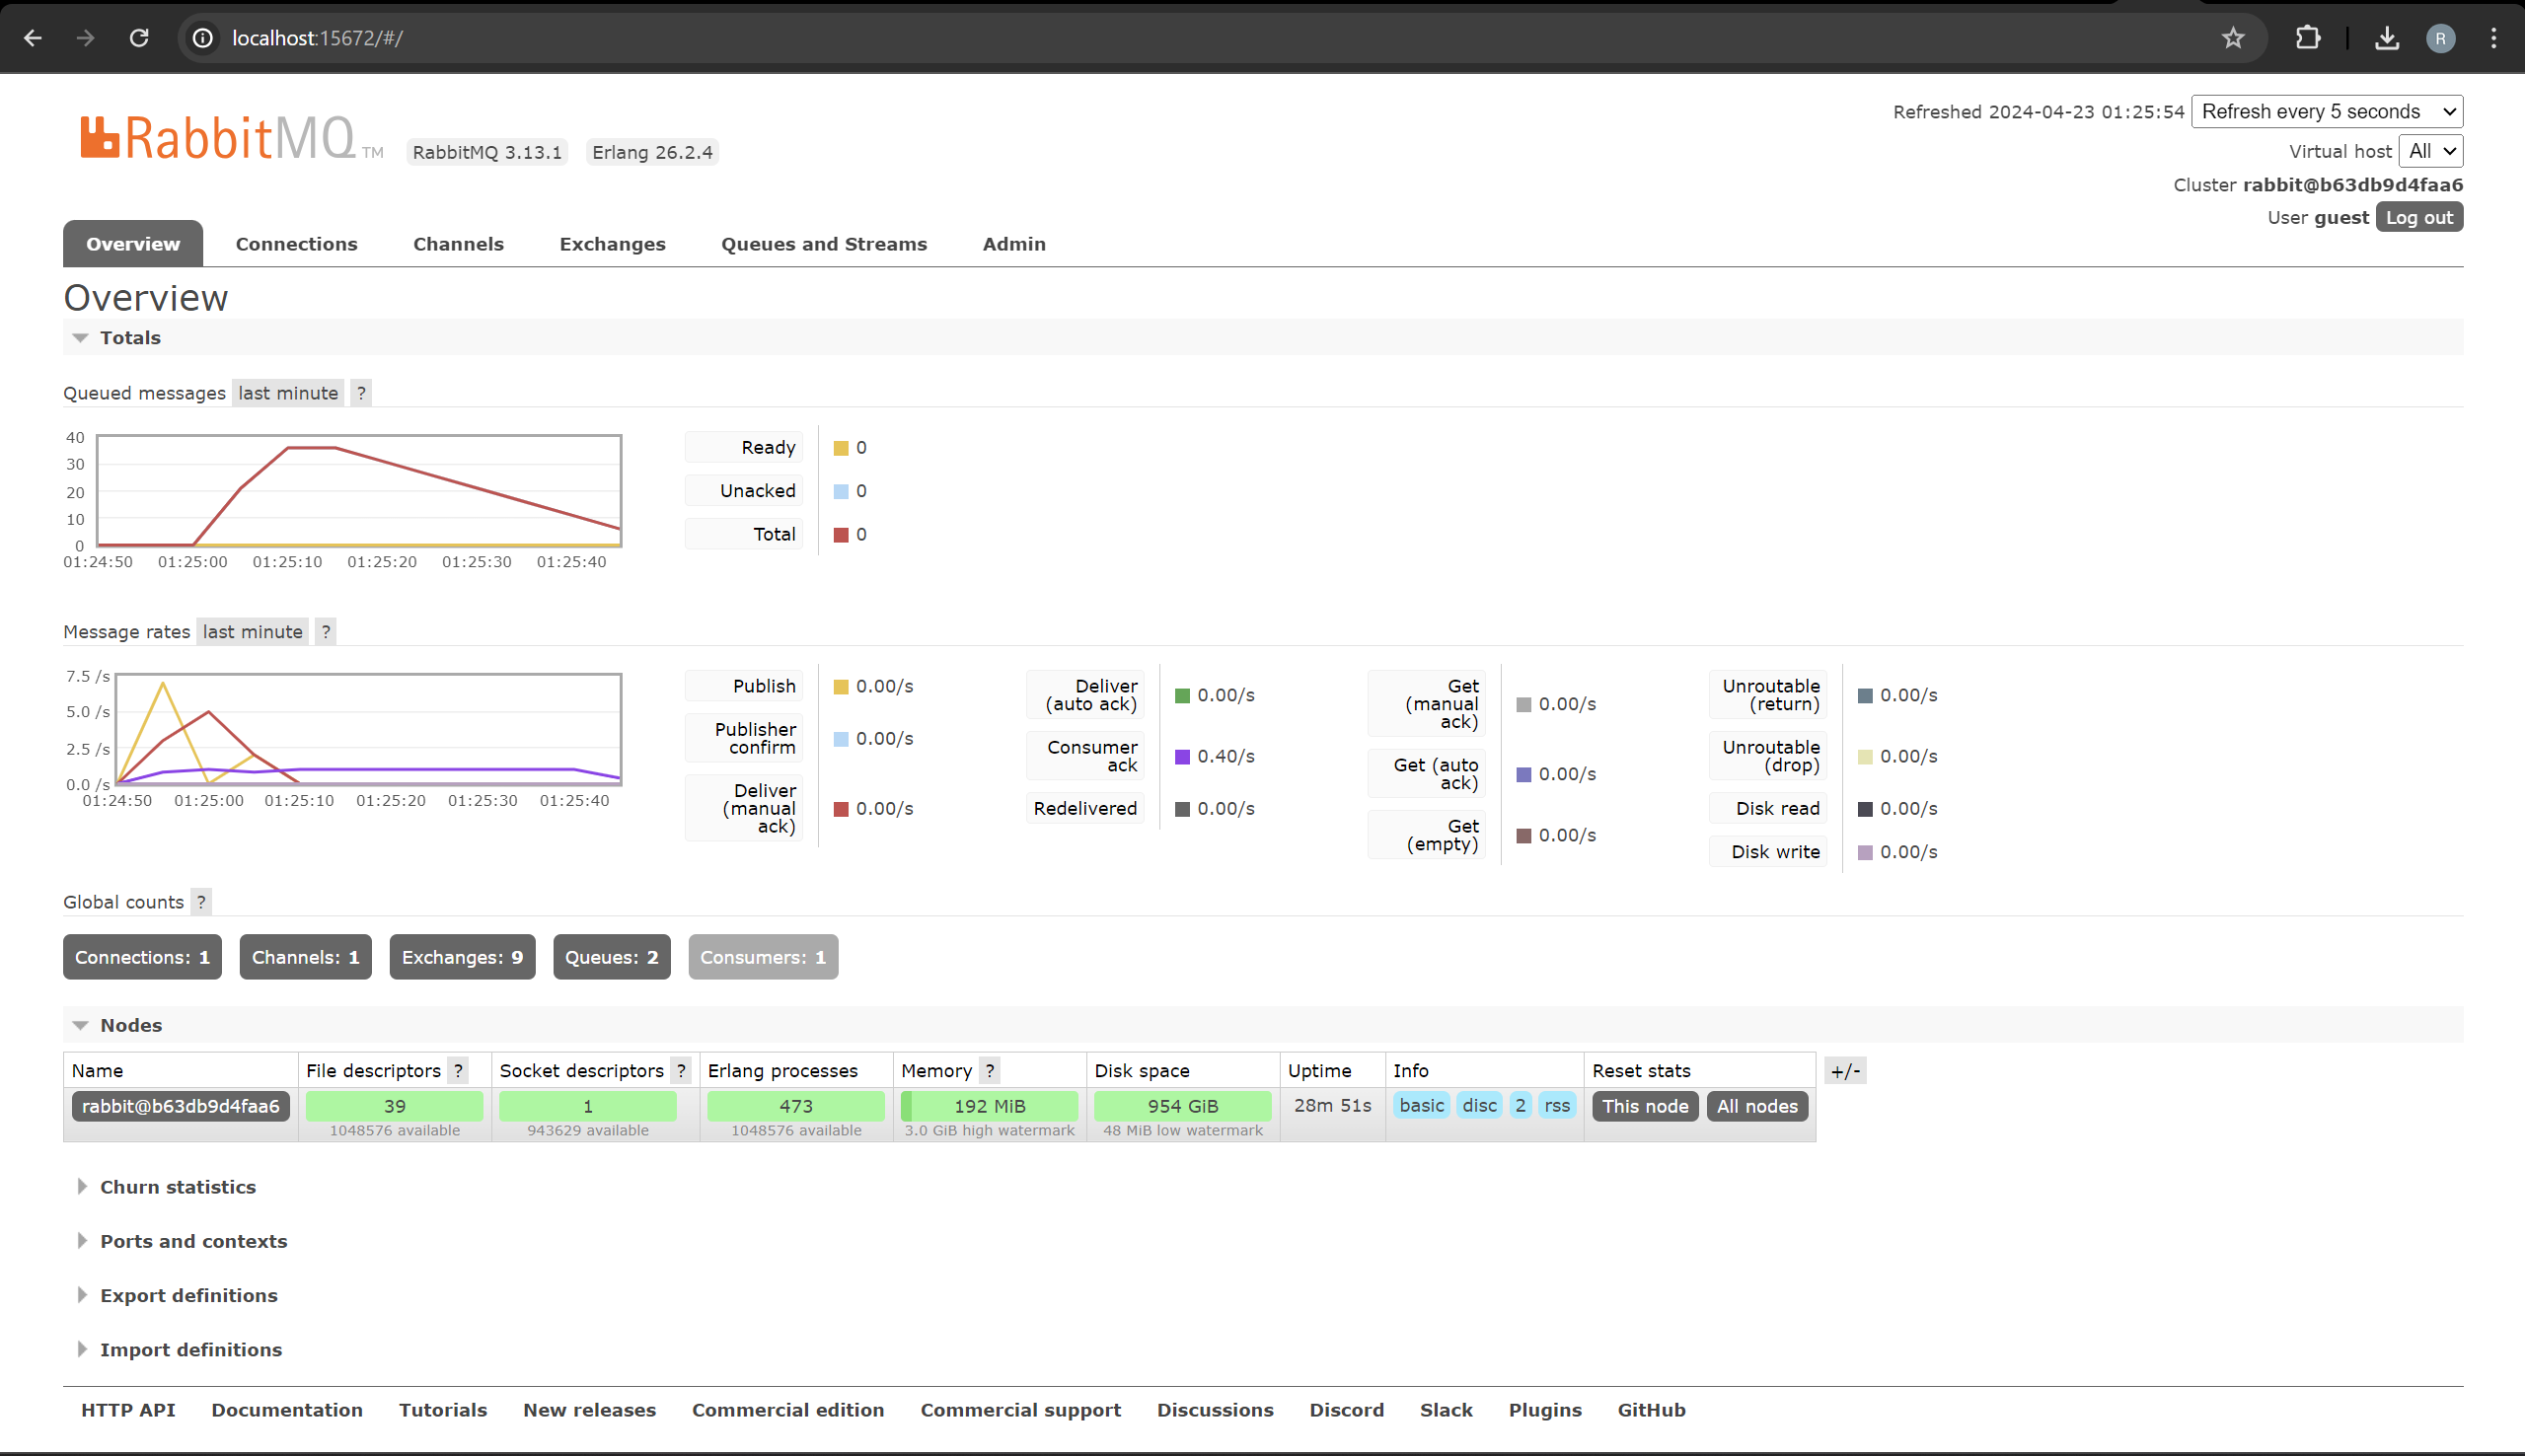 localhost:15672/#/
R
RabbitMQ TM
RabbitMQ 3.13.1 Erlang 26.2.4
Refreshed 2024-04-23 01:25:54 Refresh every 5 seconds
Virtual host All
Cluster rabbit@b63db9d4faa6
User guest Log out
Overview Connections Channels Exchanges Queues and Streams Admin
Overview
Totals
Queued messages last minute ?
40
30
20
10
0
01:24:50 01:25:00 01:25:10 01:25:20 01:25:30 01:25:40
Ready 0
Unacked 0
Total 0
Message rates last minute ?
7.5 /s
5.0 /s
2.5 /s
0.0 /s
01:24:50 01:25:00 01:25:10 01:25:20 01:25:30 01:25:40
Publish 0.00/s
Publisher
confirm 0.00/s
Deliver
(manual
ack) 0.00/s
Deliver
(auto ack) 0.00/s
Consumer
ack 0.40/s
Redelivered 0.00/s
Get
(manual
ack) 0.00/s
Get (auto
ack) 0.00/s
Get
(empty) 0.00/s
Unroutable
(return) 0.00/s
Unroutable
(drop) 0.00/s
Disk read 0.00/s
Disk write 0.00/s
Global counts ?
Connections: 1 Channels: 1 Exchanges: 9 Queues: 2 Consumers: 1
Nodes
Name File descriptors ? Socket descriptors ? Erlang processes Memory ? Disk space Uptime Info Reset stats +/-
rabbit@b63db9d4faa6 39 1 473 192 MiB 954 GiB 28m 51s basic disc 2 rss This node All nodes
1048576 available 943629 available 1048576 available 3.0 GiB high watermark 48 MiB low watermark
Churn statistics
Ports and contexts
Export definitions
Import definitions
HTTP API Documentation Tutorials New releases Commercial edition Commercial support Discussions Discord Slack Plugins GitHub